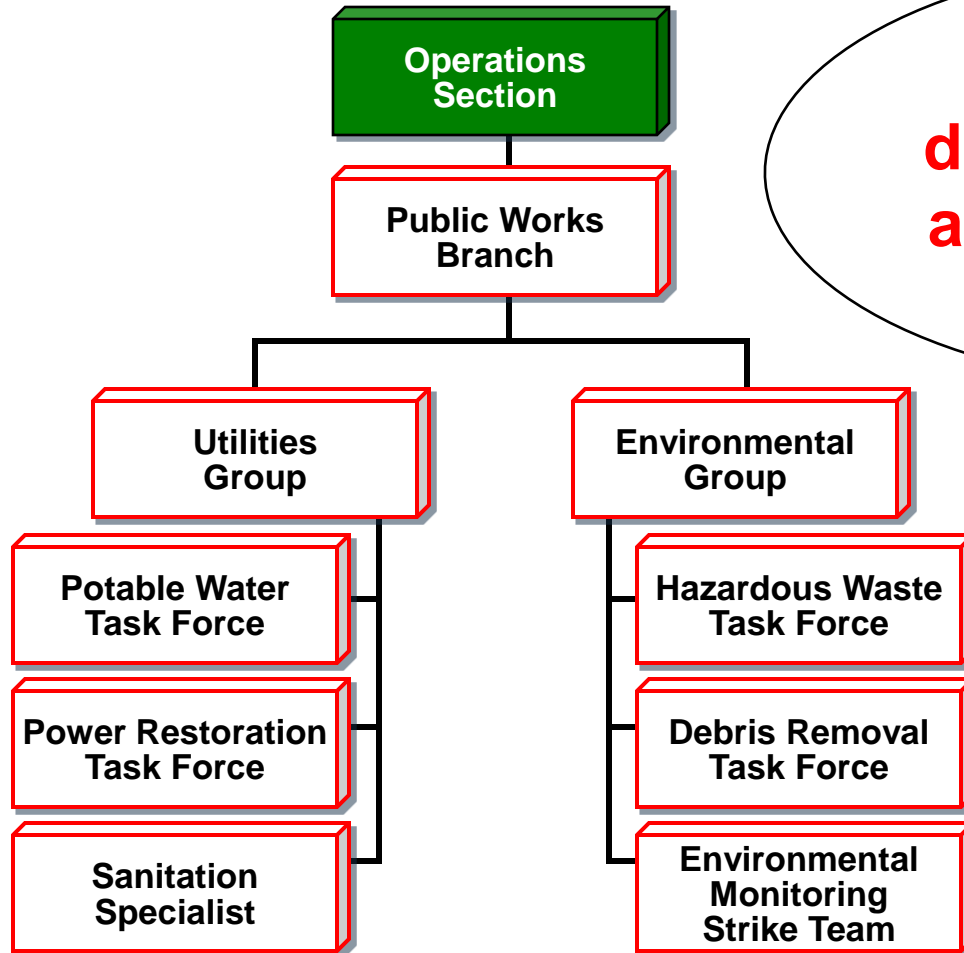 Operations
Section
Public Works
Branch
Utilities
Group
Environmental
Group
Potable Water
Task Force
Hazardous Waste
Task Force
Power Restoration
Task Force
Debris Removal
Task Force
Sanitation
Specialist
Environmental
Monitoring
Strike Team